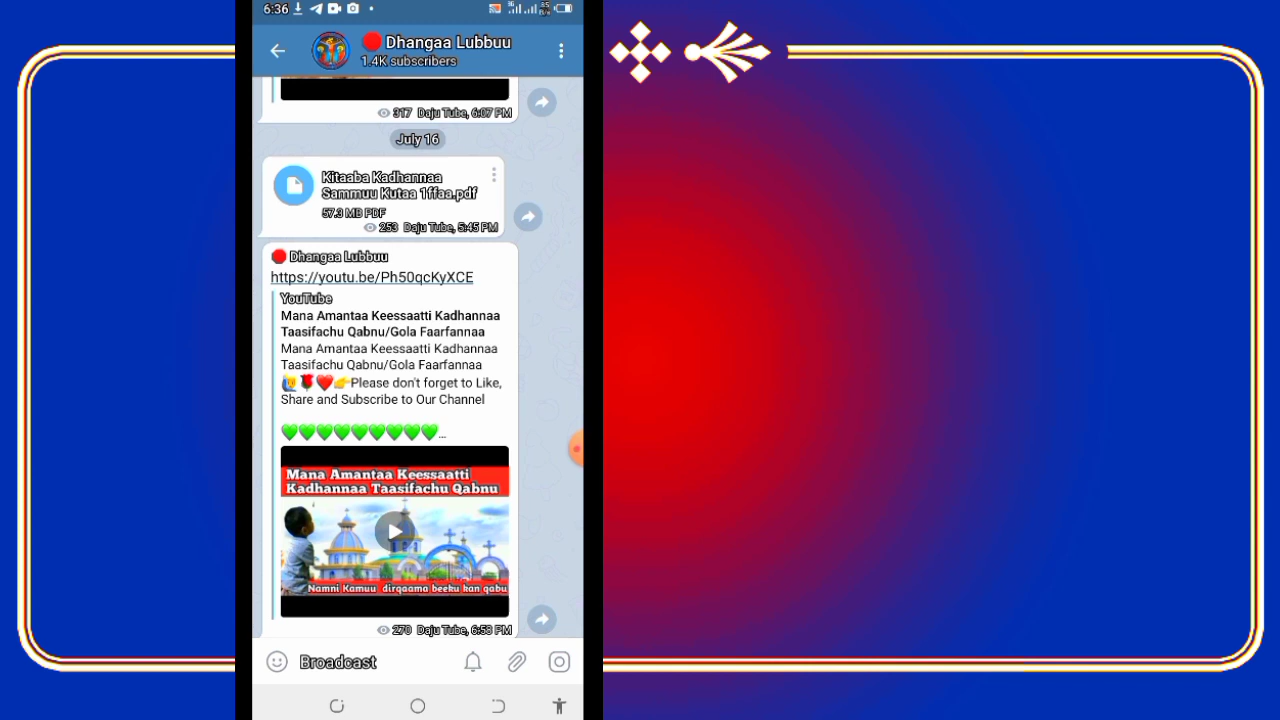 6:36
Dhangaa Lubbuu
1.4K subscribers
317 Daju Tube, 6:07 PM
July 16
Kitaaba Kadhannaa
Sammuu Kutaa 1ffaa.pdf
57.3 MB PDF
253 Daju Tube, 5:45 PM
Dhangaa Lubbuu
https://youtu.be/Ph50qcKyXCE
YouTube
Mana Amantaa Keessaatti Kadhannaa
Taasifachu Qabnu/Gola Faarfannaa
Mana Amantaa Keessaatti Kadhannaa
Taasifachu Qabnu/Gola Faarfannaa
🙋‍♂️🌹❤️👉Please don't forget to Like,
Share and Subscribe to Our Channel
💚💚💚💚💚💚💚💚💚...
Mana Amantaa Keessaatti
Kadhannaa Taasifachu Qabnu
Namni Kamuu dirqaama beeku kan qabu
270 Daju Tube, 6:53 PM
Broadcast